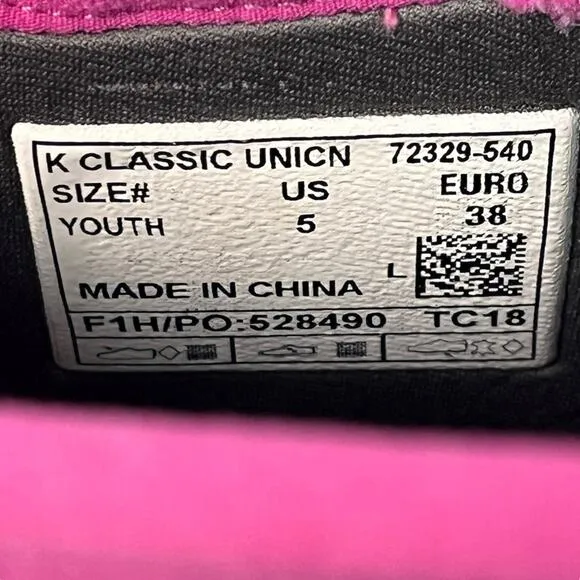 K CLASSIC UNICN 72329-540
SIZE# US EURO
YOUTH 5 38
L
MADE IN CHINA
F1H/PO:528490 TC18